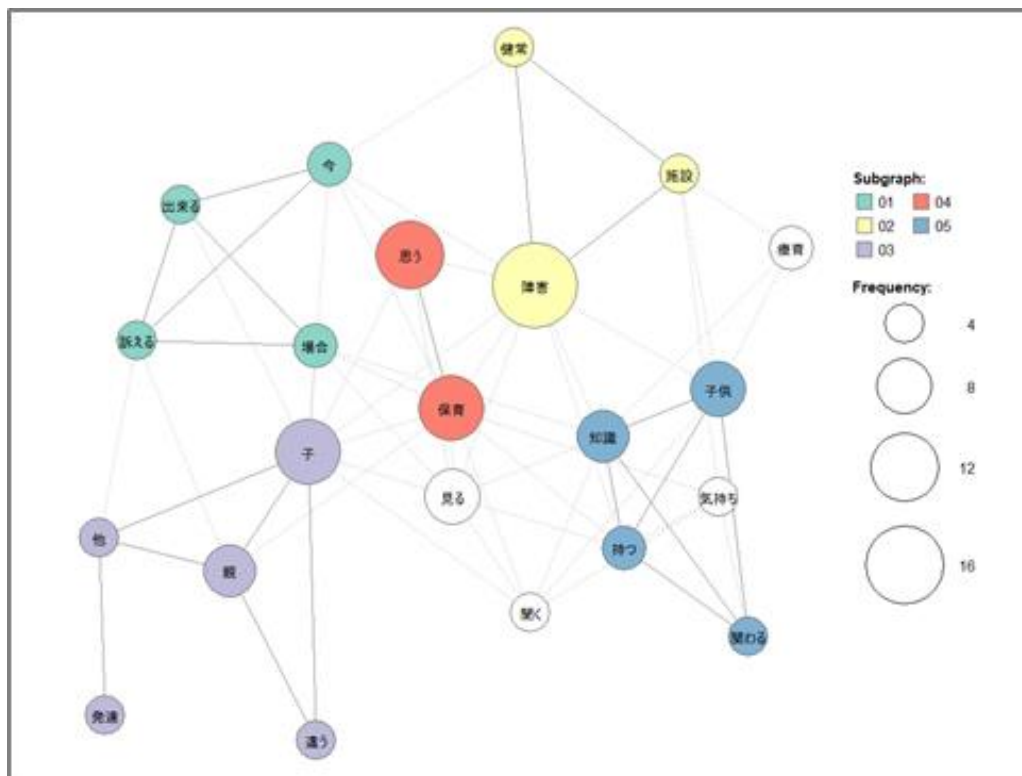 健常
今
施設
出来る
療育
思う
障害
訴える
場合
子供
保育
知識
子
見る
気持ち
他
持つ
親
聞く
関わる
発達
違う
Subgraph:
01 04
02 05
03
Frequency:
4
8
12
16